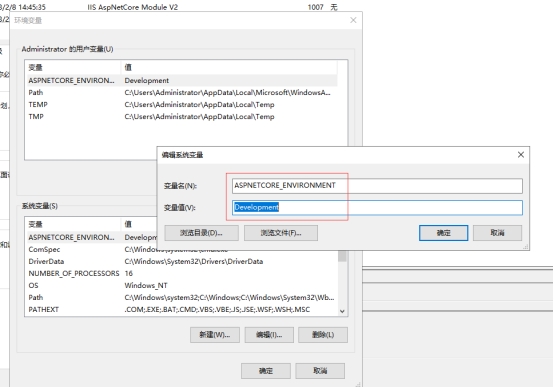 3/2/8 14:45:35 IIS AspNetCore Module V2 1007 无
环境变量
Administrator 的用户变量(U)
变量 值
ASPNETCORE_ENVIRON... Development
Path C:\Users\Administrator\AppData\Local\Microsoft\WindowsA...
TEMP C:\Users\Administrator\AppData\Local\Temp
TMP C:\Users\Administrator\AppData\Local\Temp
编辑系统变量
变量名(N): ASPNETCORE_ENVIRONMENT
变量值(V): Development
浏览目录(D)... 浏览文件(F)... 确定 取消
系统变量(S)
变量 值
ASPNETCORE_ENVIRON... Developm
ComSpec
DriverData C:\Windows\System32\Drivers\DriverData
NUMBER_OF_PROCESSORS 16
OS Windows_NT
Path C:\Windows\system32;C:\Windows;C:\Windows\System32\Wb...
PATHEXT .COM;.EXE;.BAT;.CMD;.VBS;.VBE;.JS;.JSE;.WSF;.WSH;.MSC
新建(W)... 编辑(I)... 删除(L)
确定 取消